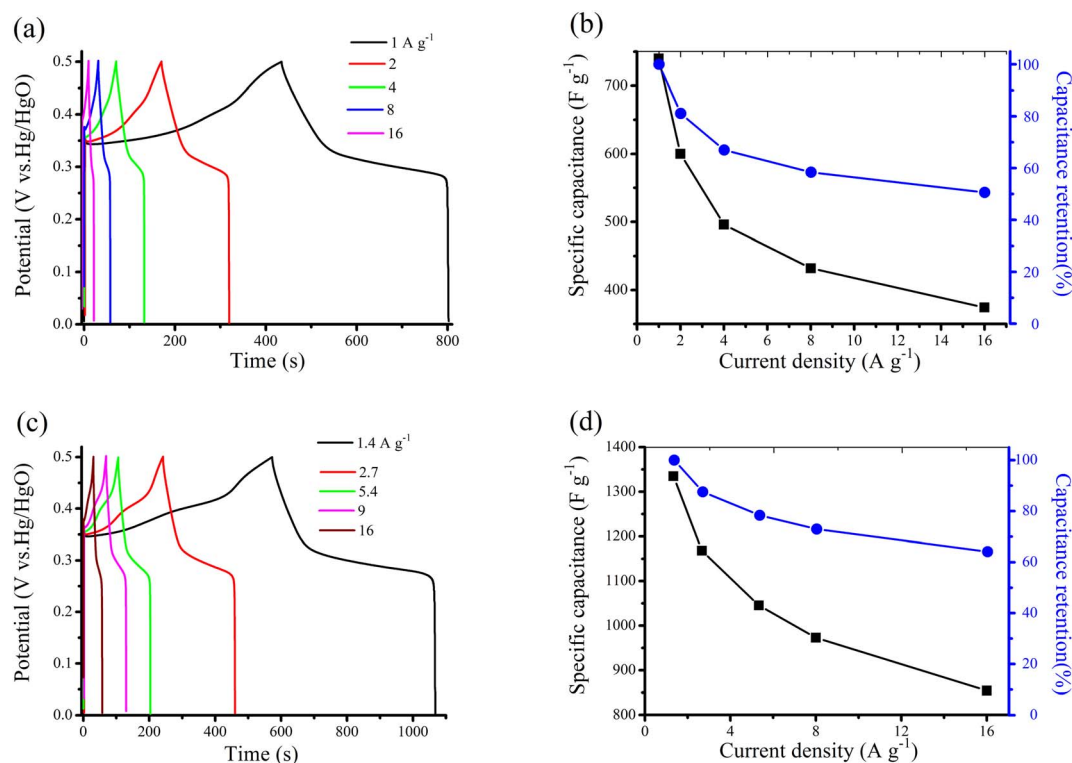 (a)
1 A g⁻¹
2
4
8
16
Potential (V vs.Hg/HgO)
0.5
0.4
0.3
0.2
0.1
0.0
0 200 400 600 800
Time (s)
(b)
Specific capacitance (F g⁻¹)
700
600
500
400
100
80
60
40
20
0
Capacitance retention(%)
0 2 4 6 8 10 12 14 16
Current density (A g⁻¹)
(c)
1.4 A g⁻¹
2.7
5.4
9
16
Potential (V vs.Hg/HgO)
0.5
0.4
0.3
0.2
0.1
0.0
0 200 400 600 800 1000
Time (s)
(d)
Specific capacitance (F g⁻¹)
1400
1300
1200
1100
1000
900
800
100
80
60
40
20
0
Capacitance retention(%)
0 4 8 12 16
Current density (A g⁻¹)